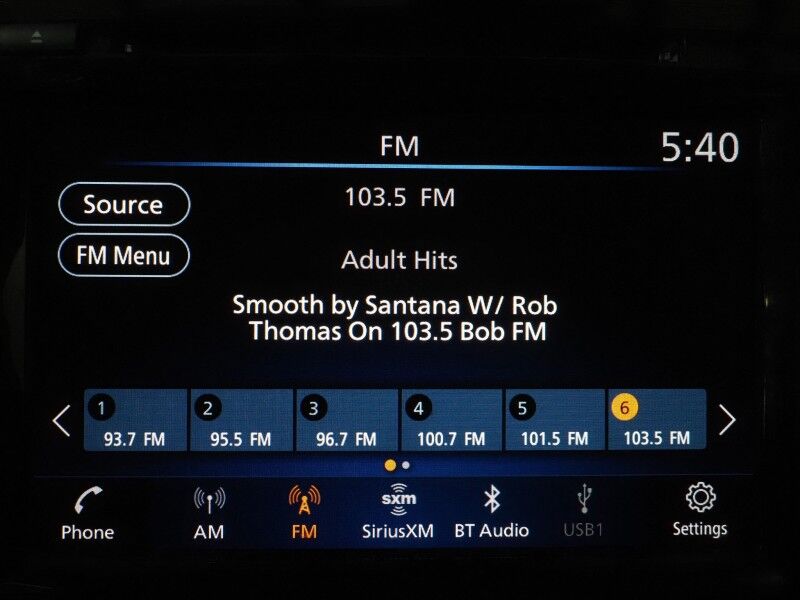 FM
5:40
Source
103.5 FM
FM Menu
Adult Hits
Smooth by Santana W/ Rob
Thomas On 103.5 Bob FM
1
2
3
4
5
6
93.7 FM
95.5 FM
96.7 FM
100.7 FM
101.5 FM
103.5 FM
sxm
Phone
AM
FM
SiriusXM
BT Audio
USB1
Settings